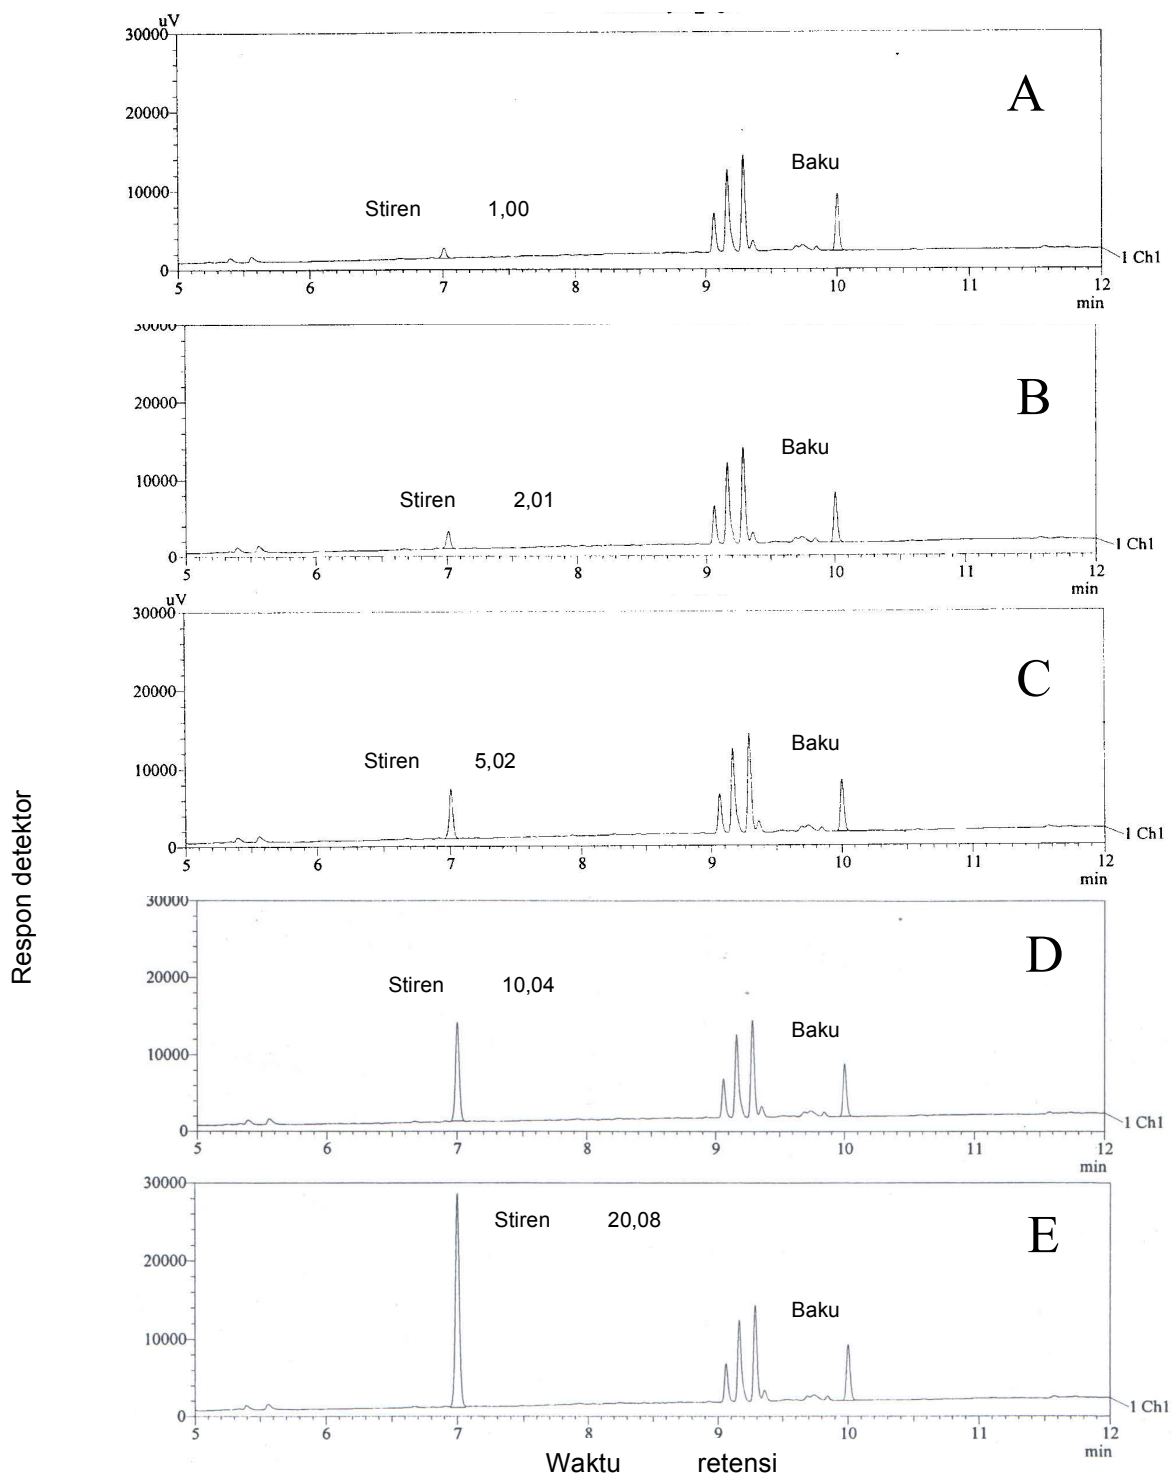 uV
30000
A
20000
Baku
10000
Stiren 1,00
0
1 Ch1
5 6 7 8 9 10 11 12
min
30000
B
20000
Baku
10000
Stiren 2,01
0
1 Ch1
5 6 7 8 9 10 11 12
min
uV
30000
C
20000
Baku
10000
Stiren 5,02
0
1 Ch1
5 6 7 8 9 10 11 12
min
Respon detektor
30000
D
20000
Stiren 10,04
Baku
10000
0
1 Ch1
5 6 7 8 9 10 11 12
min
30000
Stiren 20,08
E
20000
Baku
10000
0
1 Ch1
5 6 7 8 9 10 11 12
min
Waktu retensi